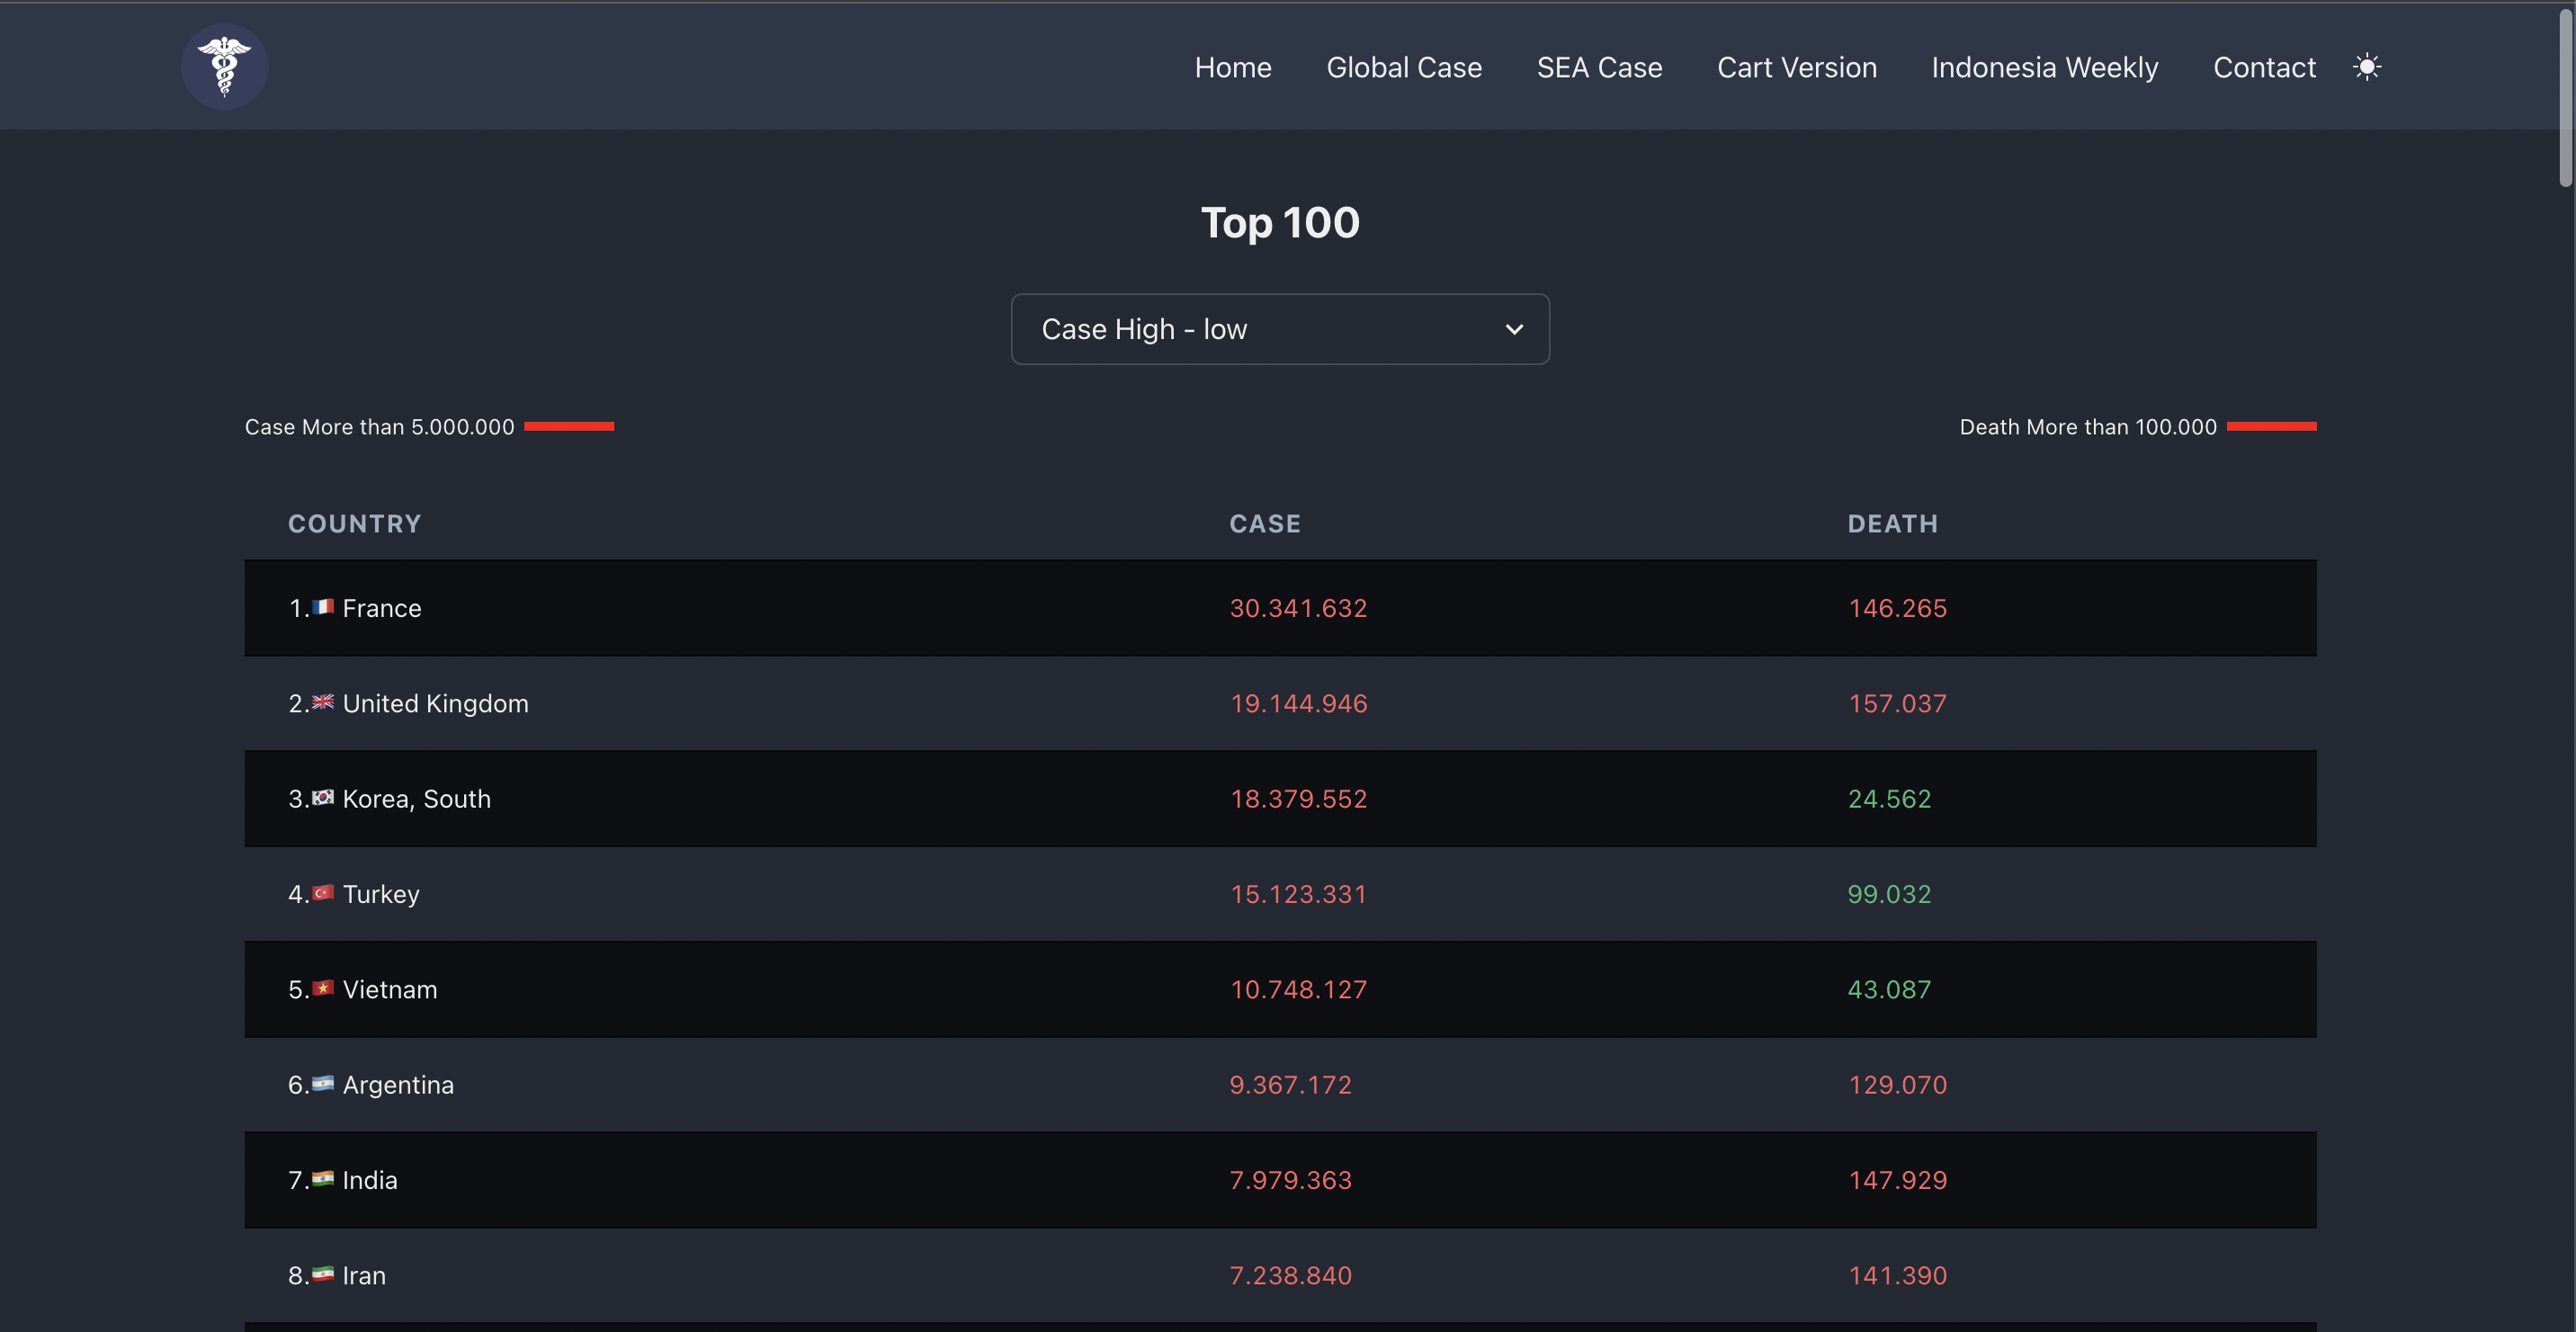 Home Global Case SEA Case Cart Version Indonesia Weekly Contact
Top 100
Case High - low
Case More than 5.000.000 Death More than 100.000
COUNTRY CASE DEATH
1. France 30.341.632 146.265
2. United Kingdom 19.144.946 157.037
3. Korea, South 18.379.552 24.562
4. Turkey 15.123.331 99.032
5. Vietnam 10.748.127 43.087
6. Argentina 9.367.172 129.070
7. India 7.979.363 147.929
8. Iran 7.238.840 141.390